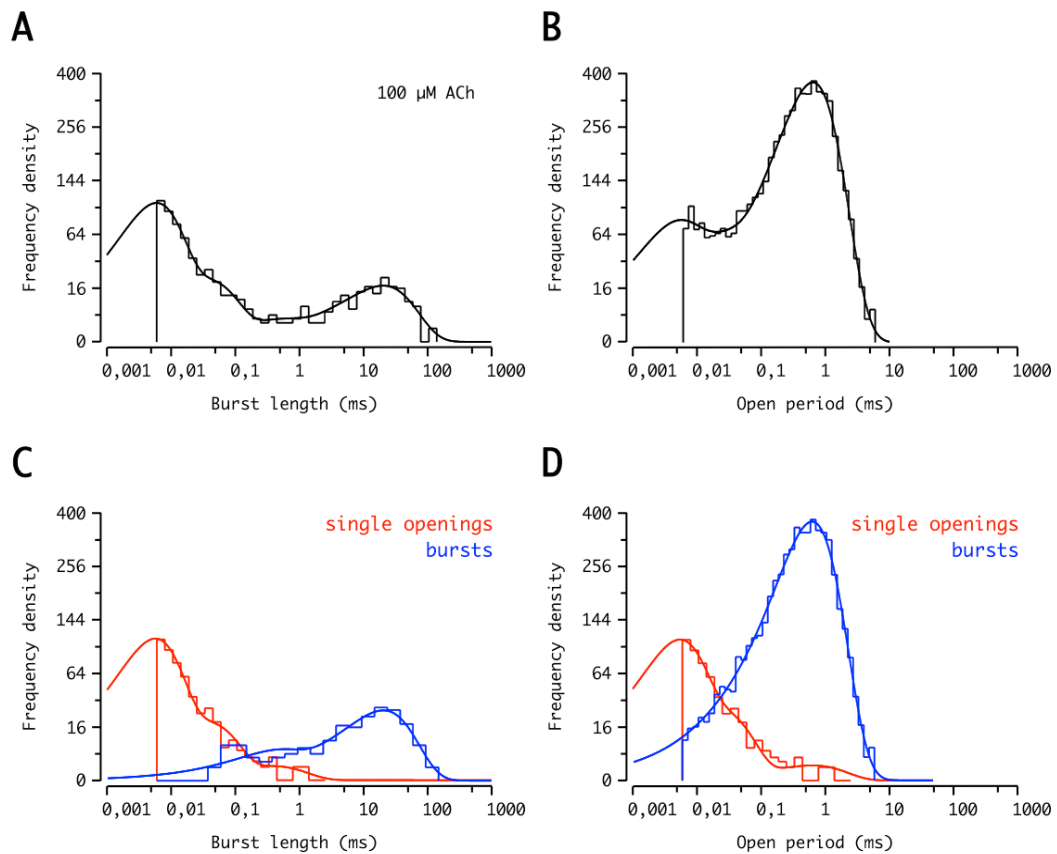 A
400
256
144
64
16
0
Frequency density
100 µM ACh
0,001 0,01 0,1 1 10 100 1000
Burst length (ms)
B
400
256
144
64
16
0
Frequency density
0,001 0,01 0,1 1 10 100 1000
Open period (ms)
C
400
256
144
64
16
0
Frequency density
single openings
bursts
0,001 0,01 0,1 1 10 100 1000
Burst length (ms)
D
400
256
144
64
16
0
Frequency density
single openings
bursts
0,001 0,01 0,1 1 10 100 1000
Open period (ms)